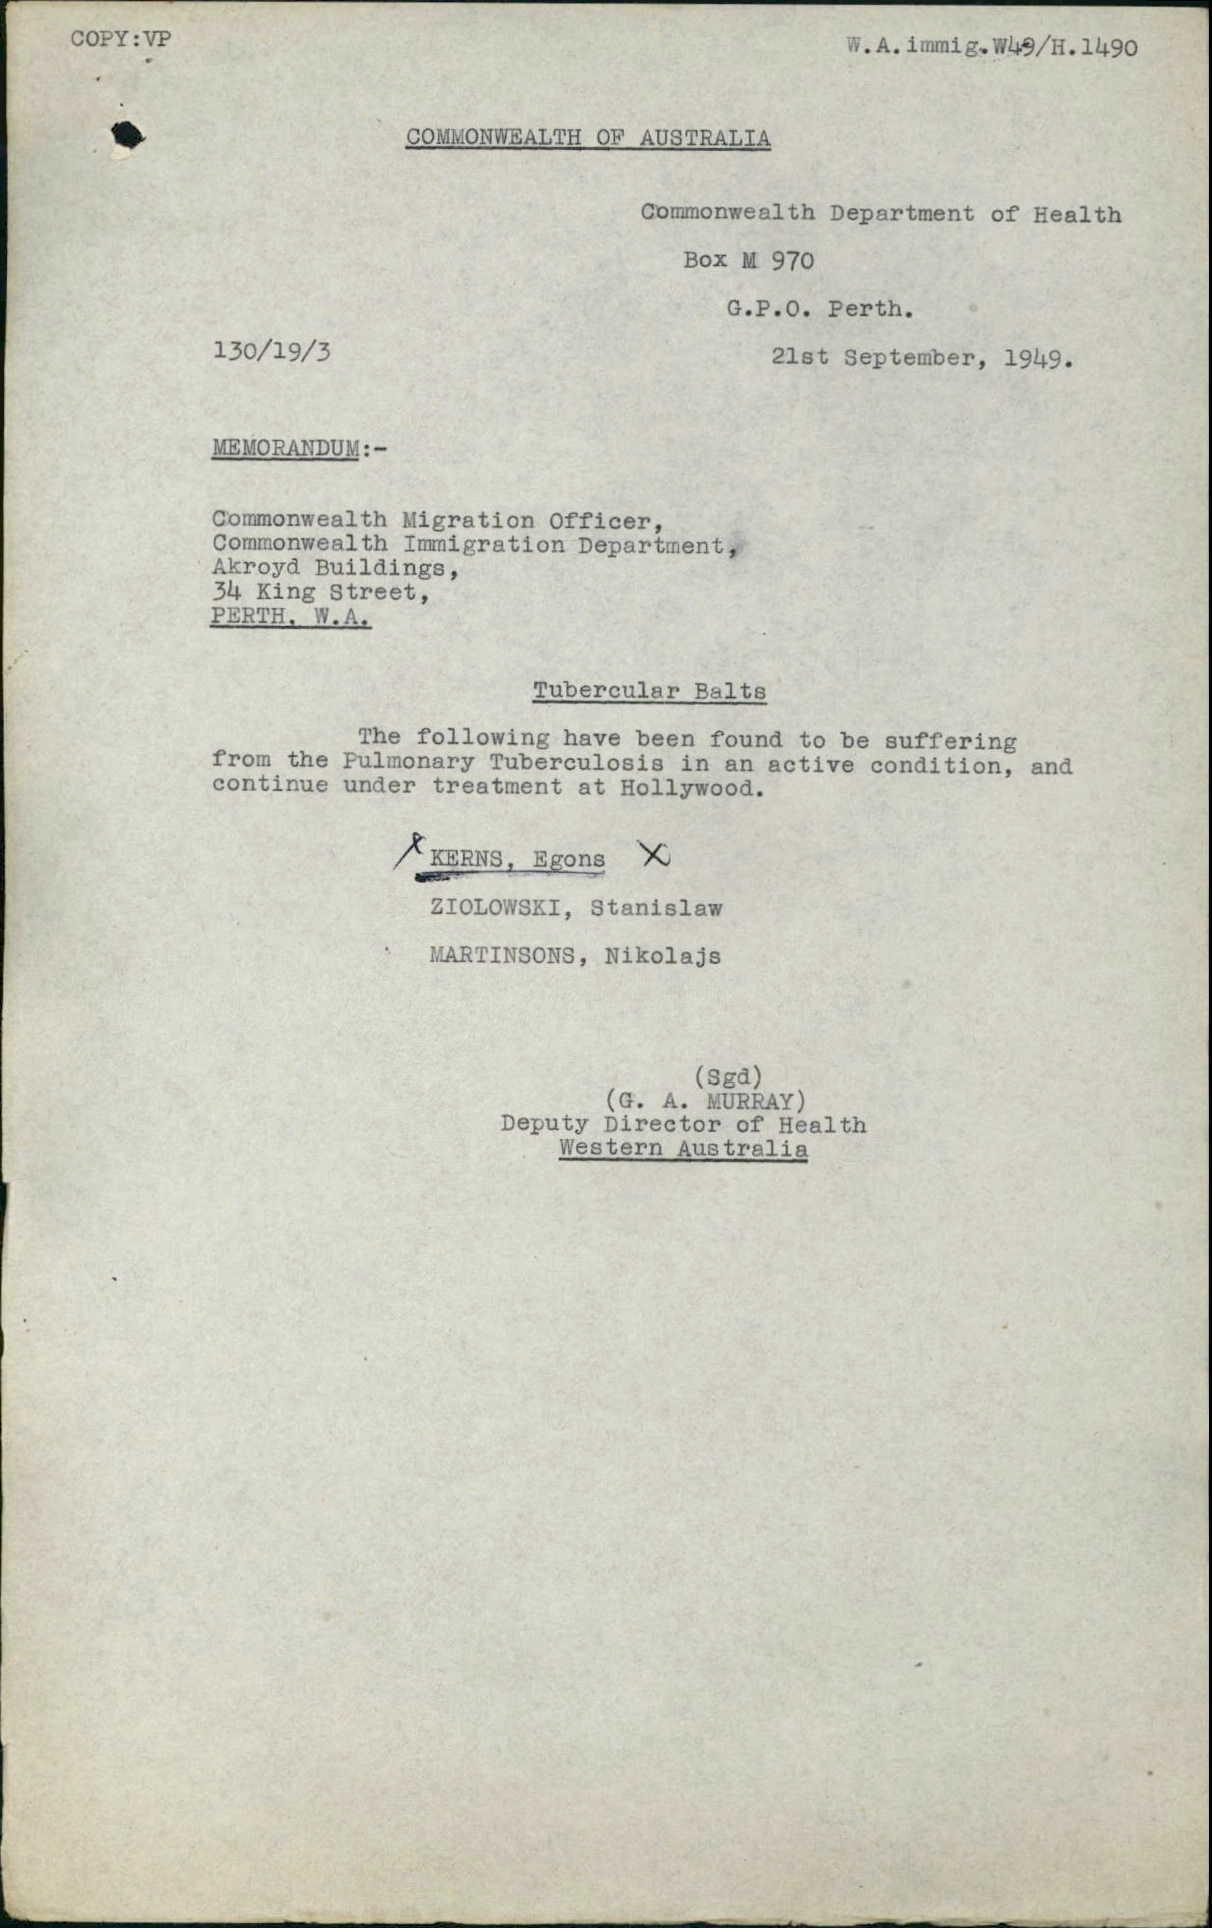 COPY:VP
W.A.immig.W49/H.1490
COMMONWEALTH OF AUSTRALIA
Commonwealth Department of Health
Box M 970
G.P.O. Perth.
130/19/3
21st September, 1949.
MEMORANDUM:-
Commonwealth Migration Officer,
Commonwealth Immigration Department,
Akroyd Buildings,
34 King Street,
PERTH. W.A.
Tubercular Balts
The following have been found to be suffering
from the Pulmonary Tuberculosis in an active condition, and
continue under treatment at Hollywood.
X KERNS, Egons X
ZIOLOWSKI, Stanislaw
MARTINSONS, Nikolajs
(Sgd)
(G. A. MURRAY)
Deputy Director of Health
Western Australia